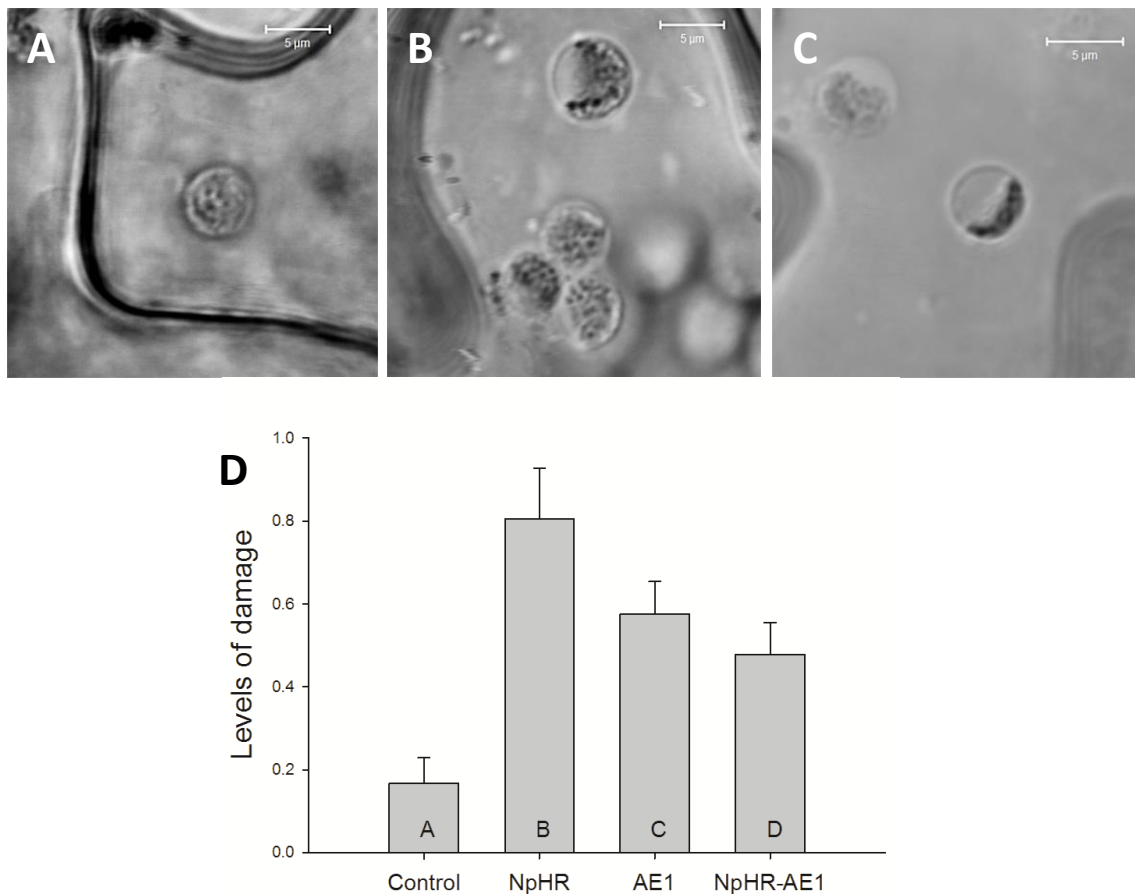 A
5 µm
B
5 µm
C
5 µm
D
Levels of damage
1.0
0.8
0.6
0.4
0.2
0.0
A B C D
Control NpHR AE1 NpHR-AE1